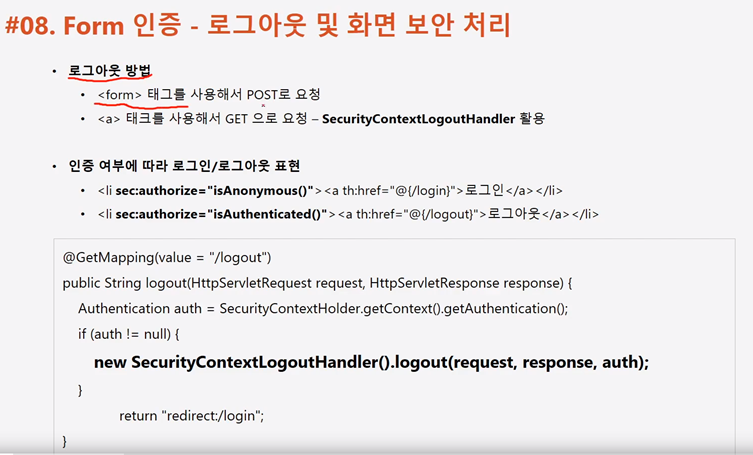 #08. Form 인증 - 로그아웃 및 화면 보안 처리
• 로그아웃 방법
• <form> 태그를 사용해서 POST로 요청
• <a> 태크를 사용해서 GET 으로 요청 – SecurityContextLogoutHandler 활용
• 인증 여부에 따라 로그인/로그아웃 표현
• <li sec:authorize="isAnonymous()"><a th:href="@{/login}">로그인</a></li>
• <li sec:authorize="isAuthenticated()"><a th:href="@{/logout}">로그아웃</a></li>
@GetMapping(value = "/logout")
public String logout(HttpServletRequest request, HttpServletResponse response) {
Authentication auth = SecurityContextHolder.getContext().getAuthentication();
if (auth != null) {
new SecurityContextLogoutHandler().logout(request, response, auth);
}
return "redirect:/login";
}